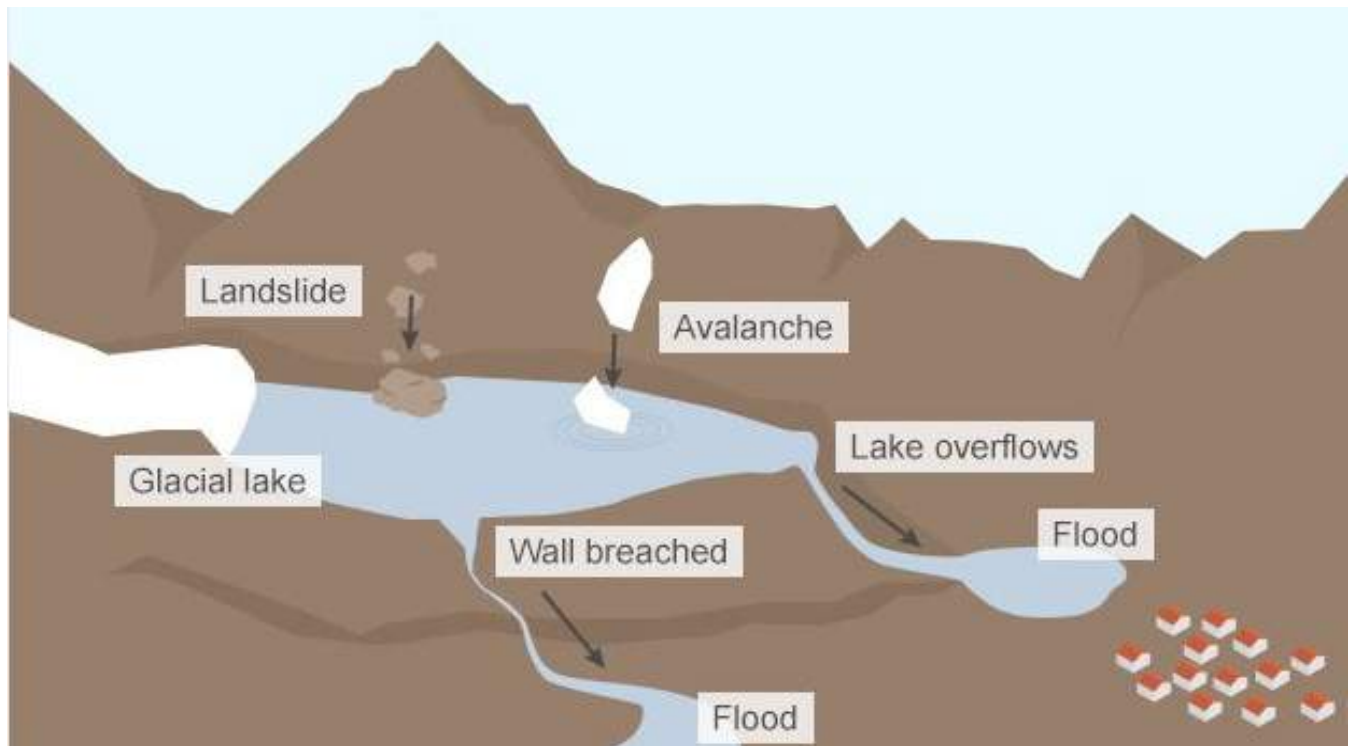 Landslide
Avalanche
Glacial lake
Lake overflows
Wall breached
Flood
Flood